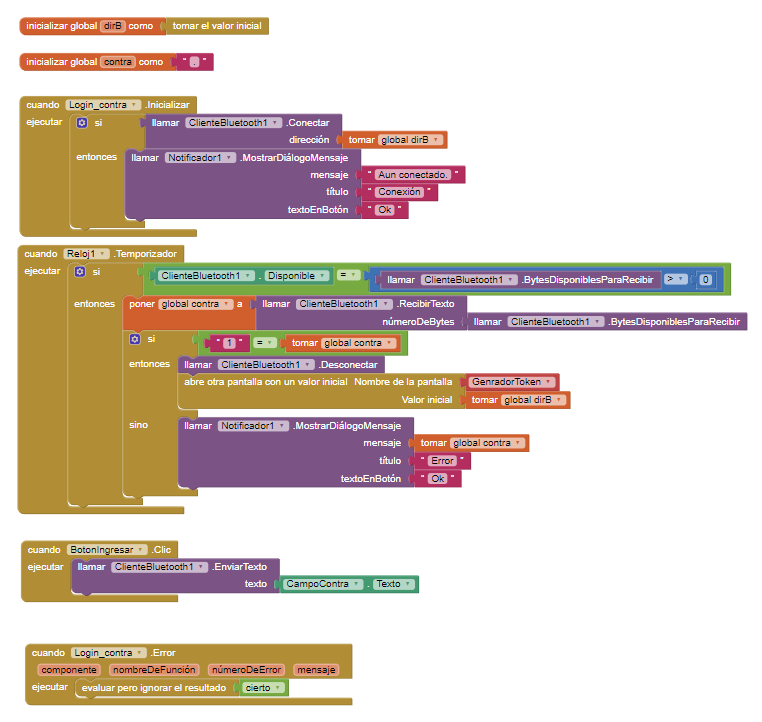 inicializar global dirB como tomar el valor inicial
inicializar global contra como " . "
cuando Login_contra .Inicializar
ejecutar si llamar ClienteBluetooth1 .Conectar
dirección tomar global dirB
entonces llamar Notificador1 .MostrarDiálogoMensaje
mensaje " Aun conectado. "
título " Conexión "
textoEnBotón " Ok "
cuando Reloj1 .Temporizador
ejecutar si ClienteBluetooth1 . Disponible = llamar ClienteBluetooth1 .BytesDisponiblesParaRecibir > 0
entonces poner global contra a llamar ClienteBluetooth1 .RecibirTexto
númeroDeBytes llamar ClienteBluetooth1 .BytesDisponiblesParaRecibir
si " 1 " = tomar global contra
entonces llamar ClienteBluetooth1 .Desconectar
abre otra pantalla con un valor inicial Nombre de la pantalla GenradorToken
Valor inicial tomar global dirB
sino llamar Notificador1 .MostrarDiálogoMensaje
mensaje tomar global contra
título " Error "
textoEnBotón " Ok "
cuando BotonIngresar .Clic
ejecutar llamar ClienteBluetooth1 .EnviarTexto
texto CampoContra . Texto
cuando Login_contra .Error
componente nombreDeFunción númeroDeError mensaje
ejecutar evaluar pero ignorar el resultado cierto